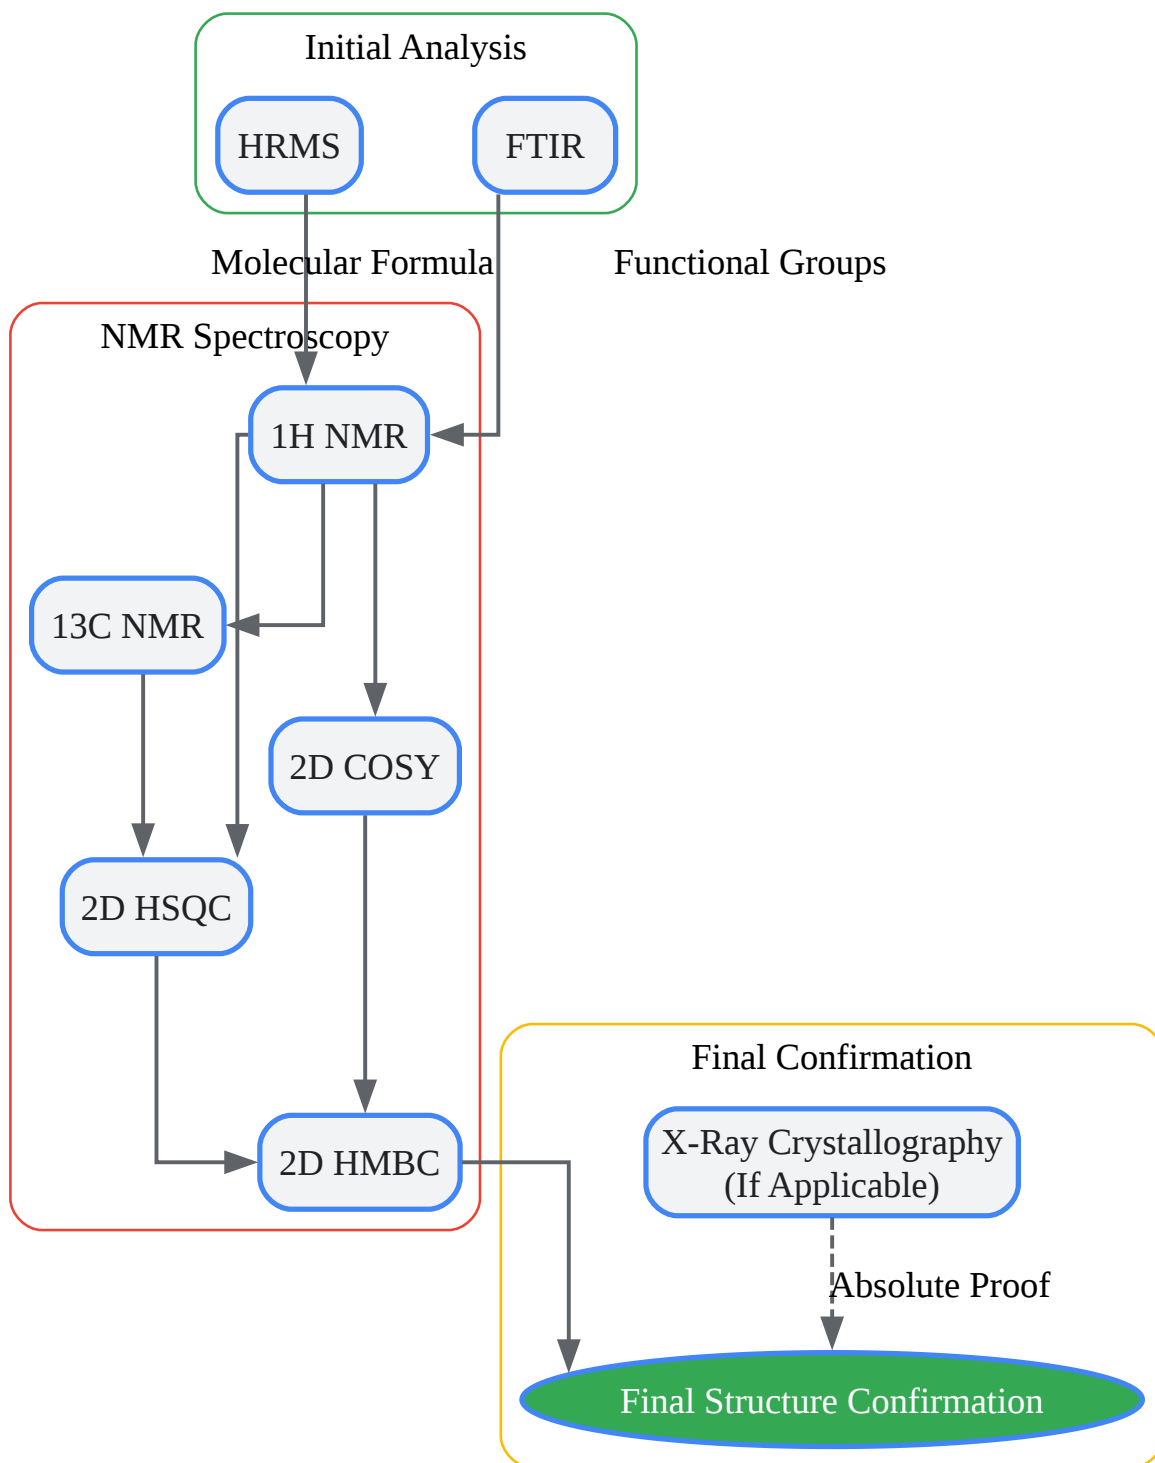 Initial Analysis
HRMS
FTIR
Molecular Formula
Functional Groups
NMR Spectroscopy
1H NMR
13C NMR
2D COSY
2D HSQC
2D HMBC
Final Confirmation
X-Ray Crystallography
(If Applicable)
Absolute Proof
Final Structure Confirmation